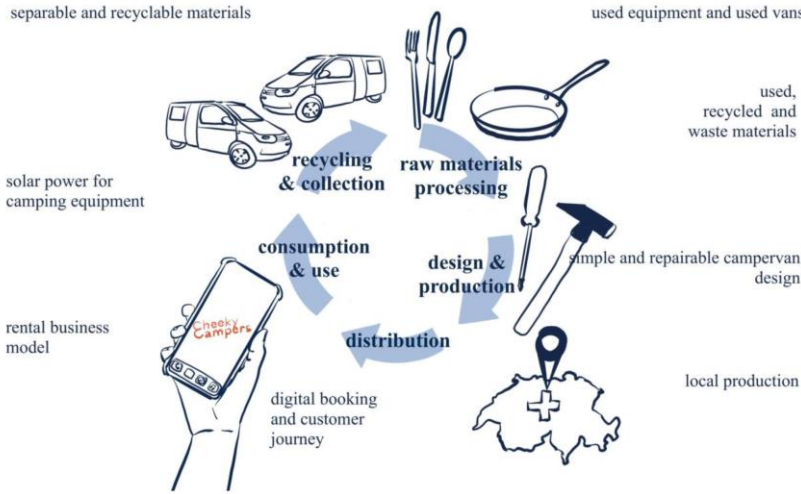 separable and recyclable materials
used equipment and used vans
used,
recycled and
waste materials
recycling
& collection
raw materials
processing
solar power for
camping equipment
consumption
& use
design &
production
simple and repairable campervan
design
Cheeky
Campers
rental business
model
distribution
local production
digital booking
and customer
journey